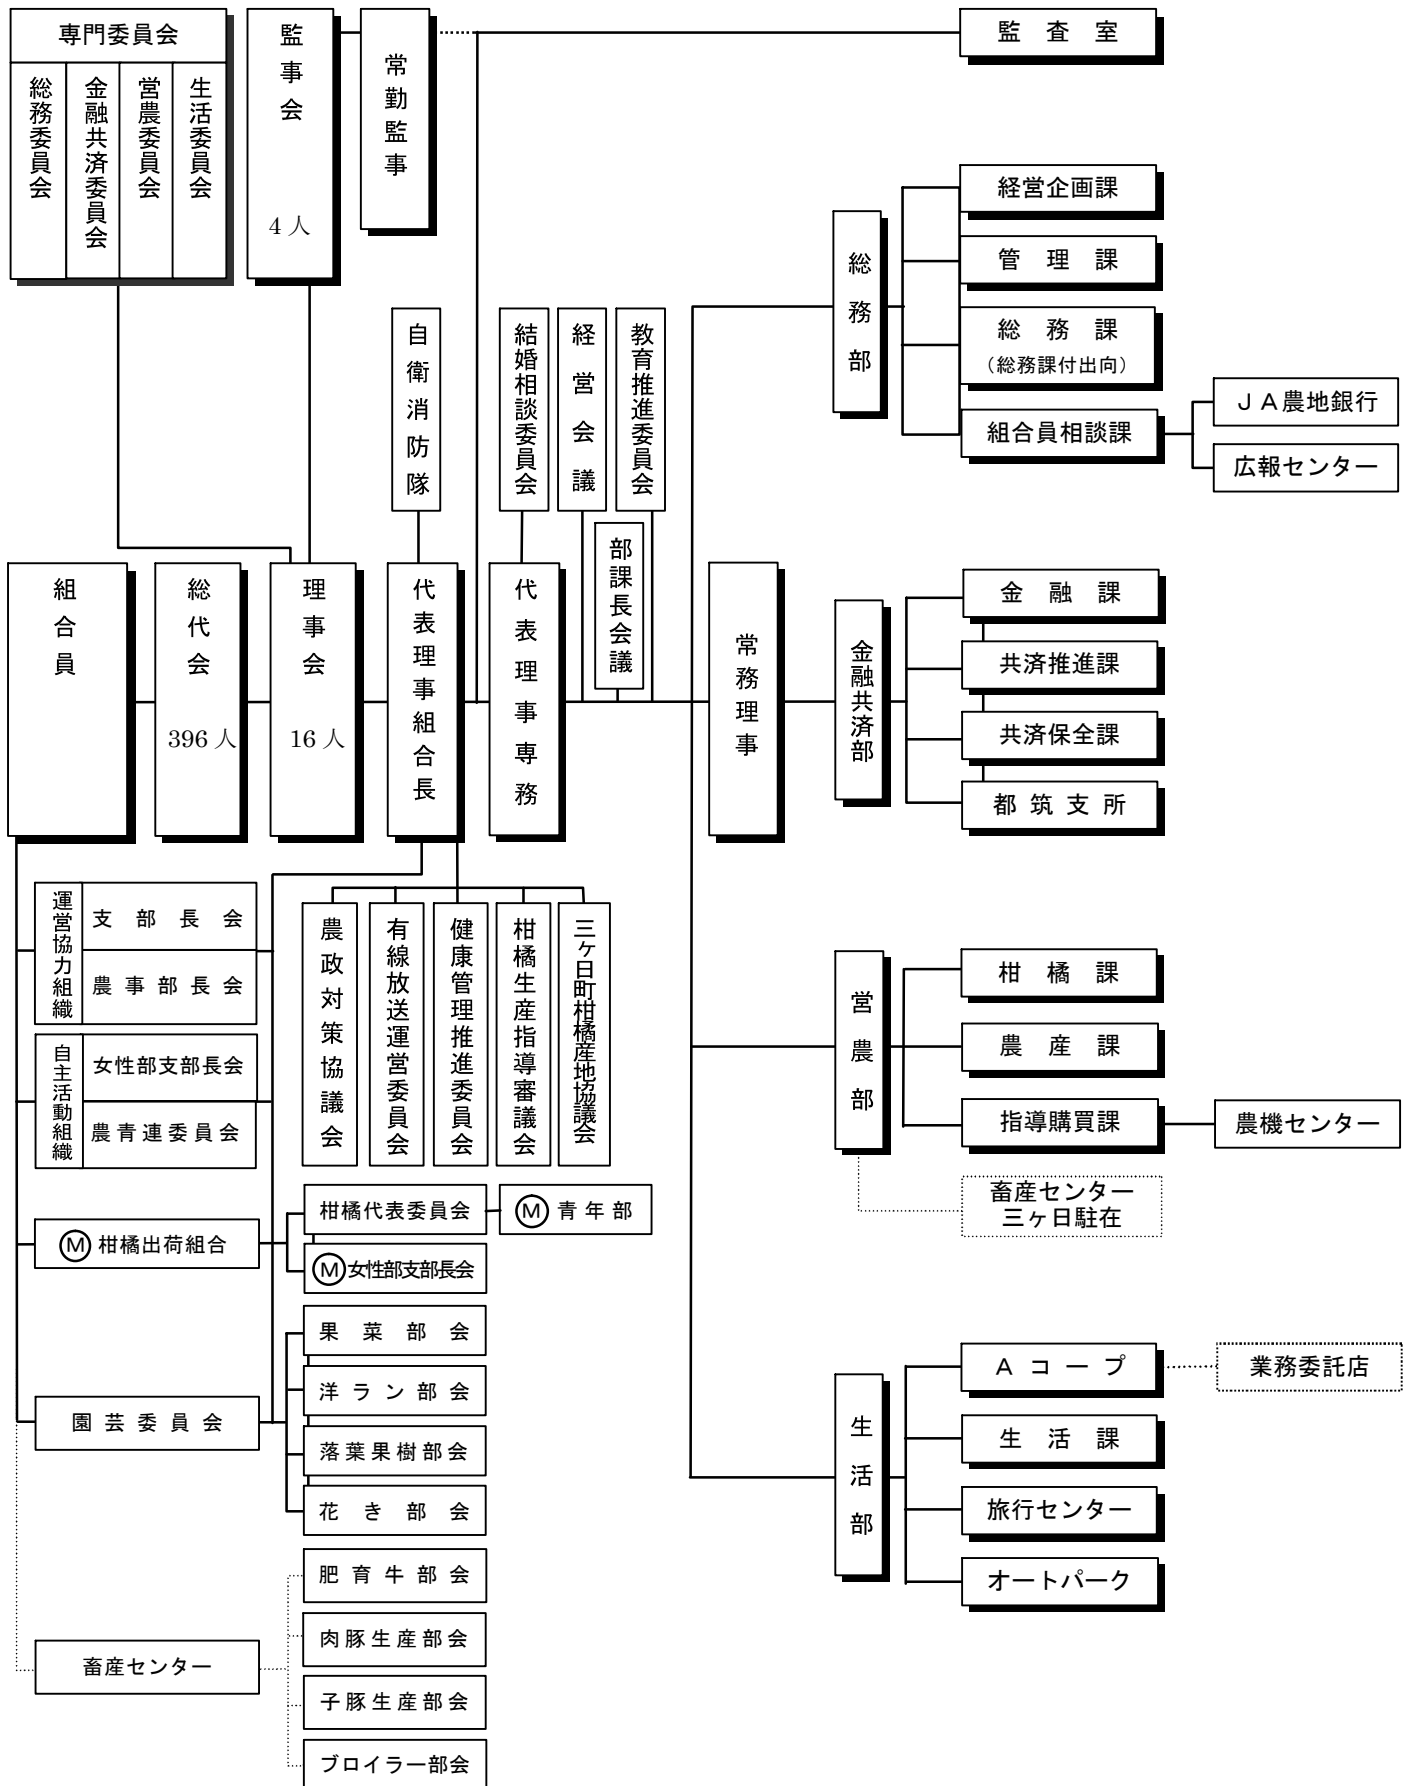 専門委員会
総務委員会
金融共済委員会
営農委員会
生活委員会
監事会
4人
常勤監事
監査室
総務部
経営企画課
管理課
総務課
（総務課付出向）
組合員相談課
ＪＡ農地銀行
広報センター
自衛消防隊
結婚相談委員会
経営会議
教育推進委員会
部課長会議
組合員
総代会
396人
理事会
16人
代表理事組合長
代表理事専務
常務理事
金融共済部
金融課
共済推進課
共済保全課
都筑支所
運営協力組織
支部長会
農事部長会
自主活動組織
女性部支部長会
農青連委員会
農政対策協議会
有線放送運営委員会
健康管理推進委員会
柑橘生産指導審議会
三ケ日町柑橘産地協議会
営農部
柑橘課
農産課
指導購買課
農機センター
畜産センター
三ケ日駐在
Ⓜ柑橘出荷組合
柑橘代表委員会
Ⓜ青年部
Ⓜ女性部支部長会
園芸委員会
果菜部会
洋ラン部会
落葉果樹部会
花き部会
生活部
Ａコープ
業務委託店
生活課
旅行センター
オートパーク
畜産センター
肥育牛部会
肉豚生産部会
子豚生産部会
ブロイラー部会